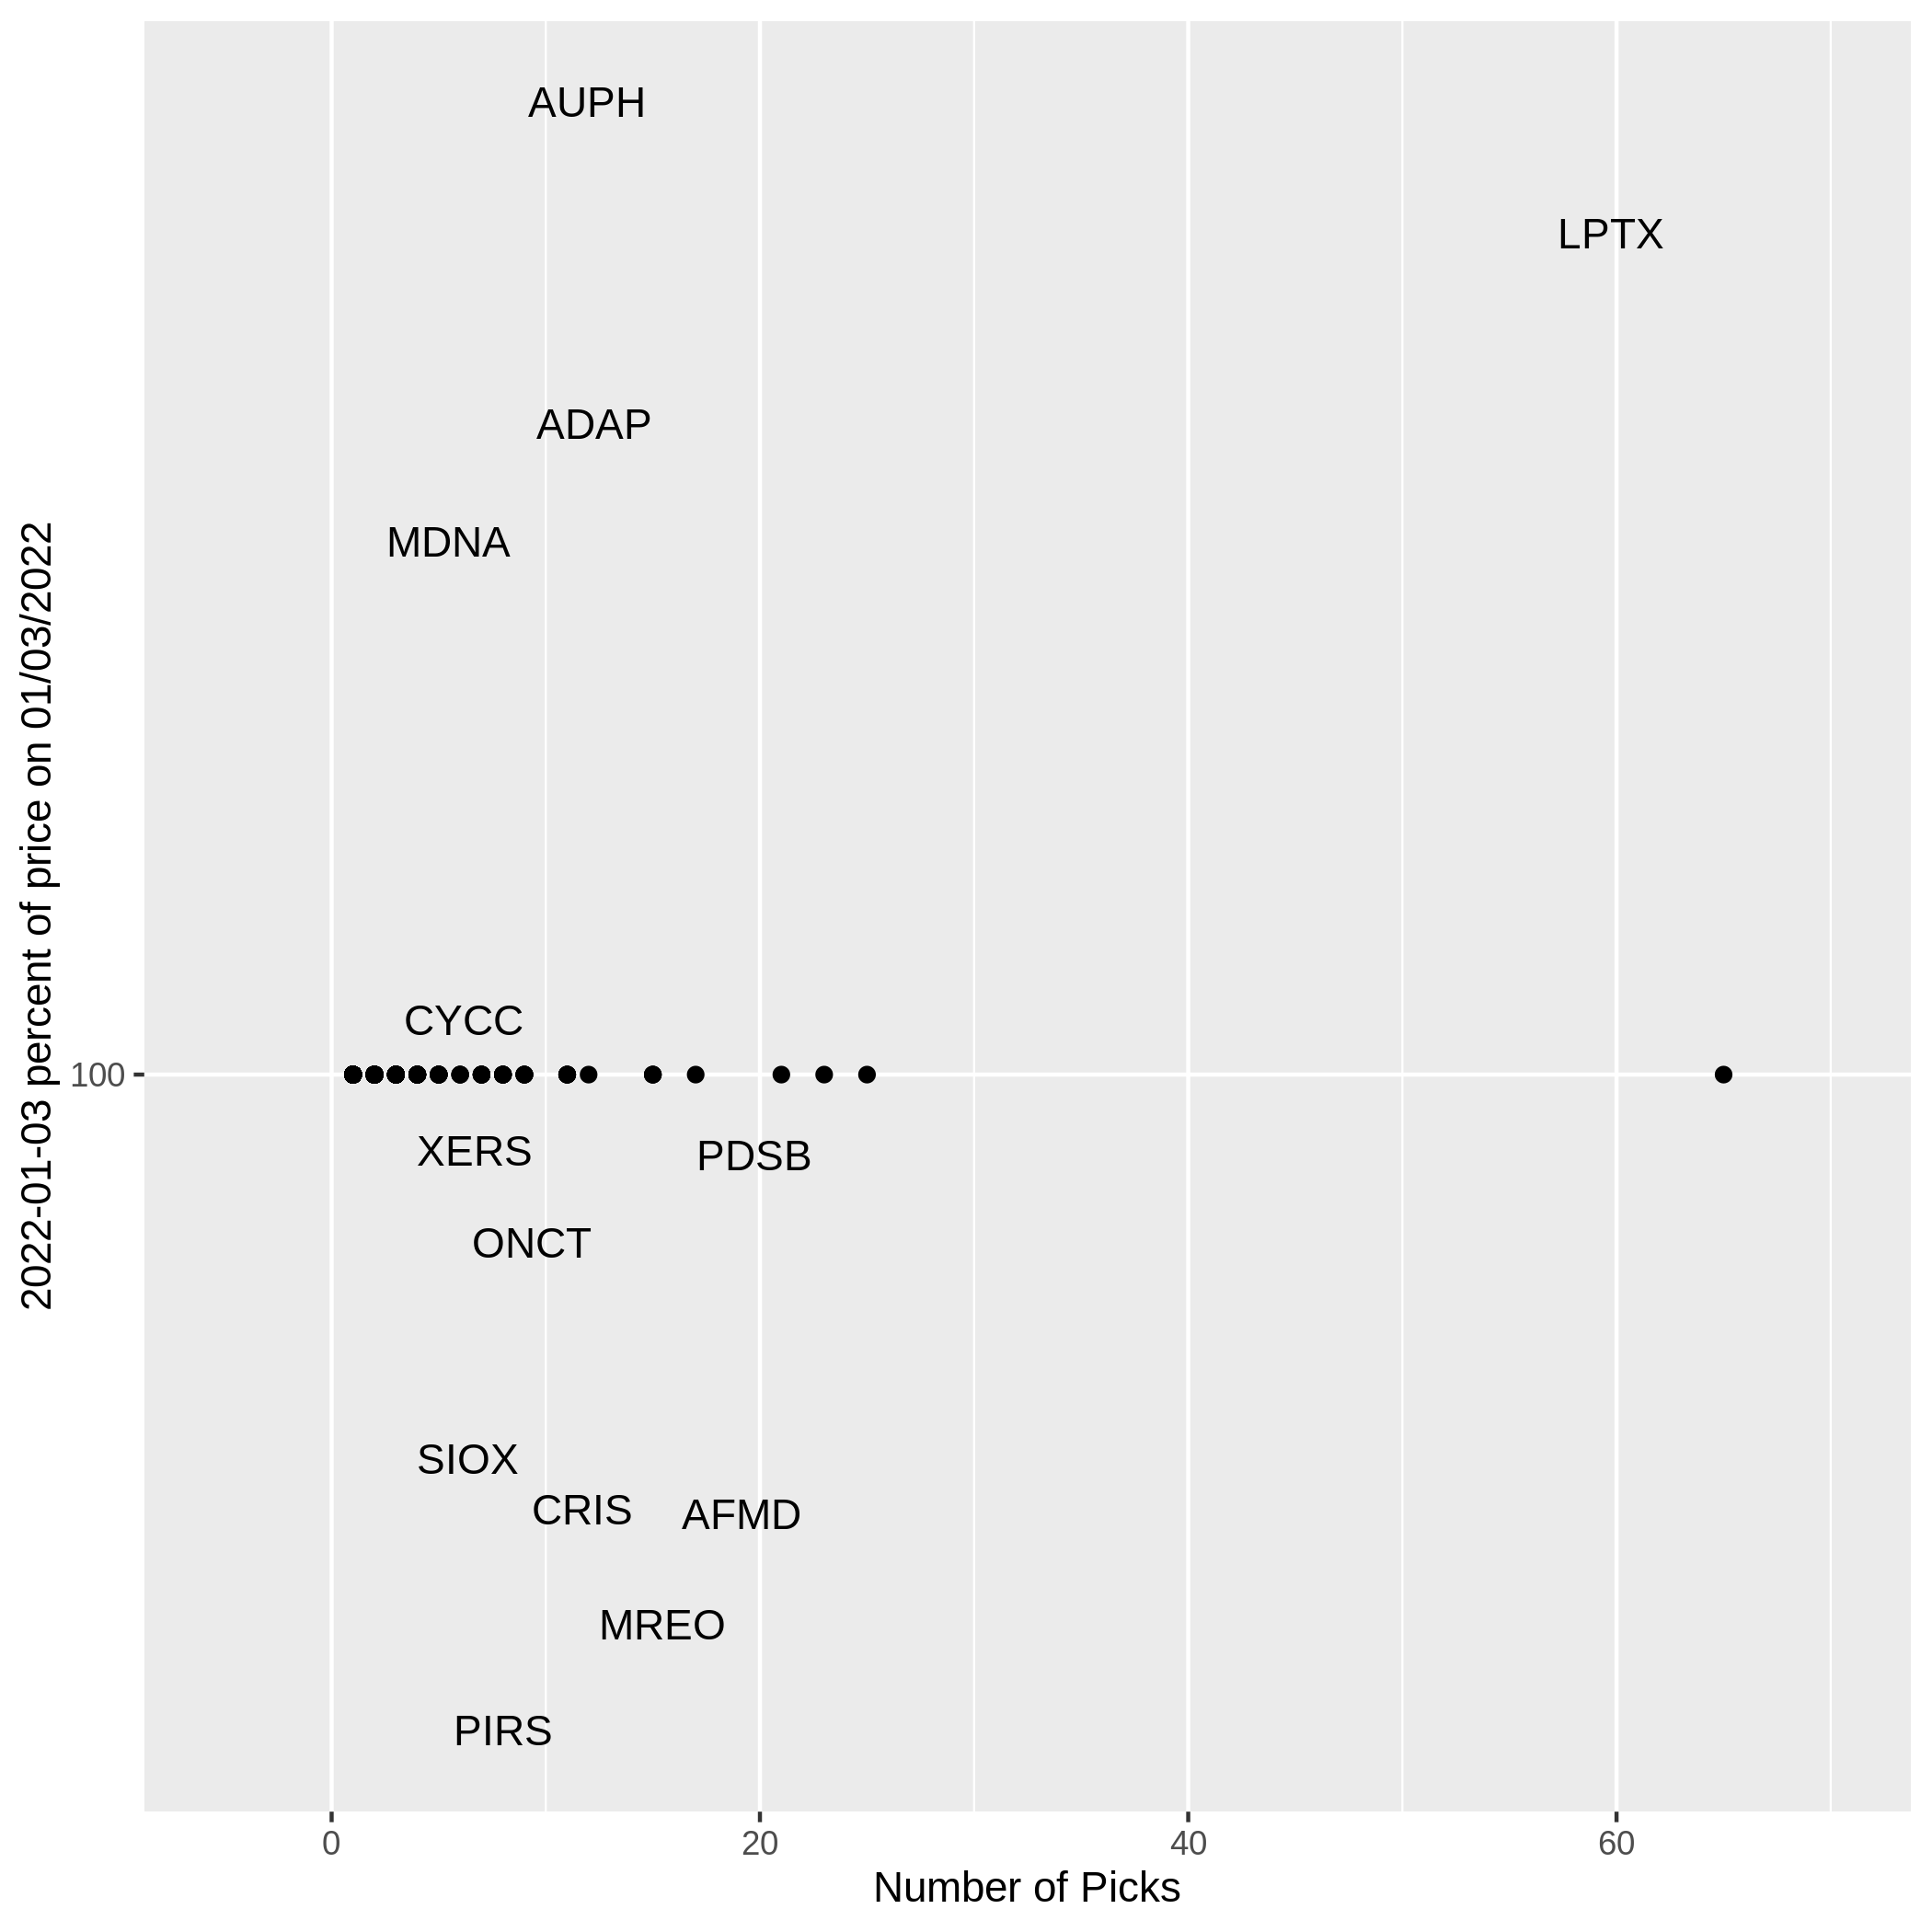 AUPH
LPTX
ADAP
MDNA
CYCC
100
XERS
PDSB
ONCT
SIOX
CRIS
AFMD
MREO
PIRS
0
20
40
60
Number of Picks
2022-01-03 percent of price on 01/03/2022